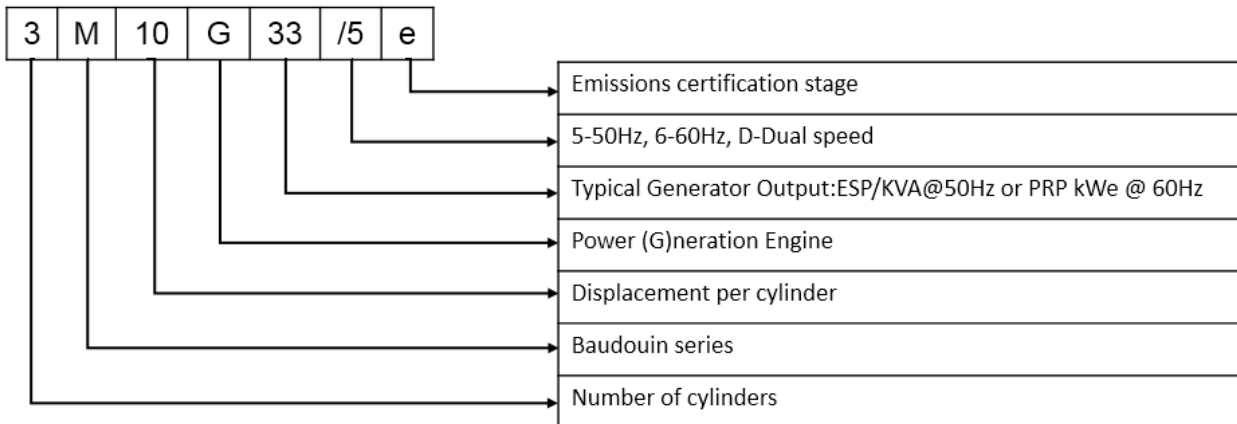 3 M 10 G 33 /5 e
Emissions certification stage
5-50Hz, 6-60Hz, D-Dual speed
Typical Generator Output:ESP/KVA@50Hz or PRP kWe @ 60Hz
Power (G)neration Engine
Displacement per cylinder
Baudouin series
Number of cylinders